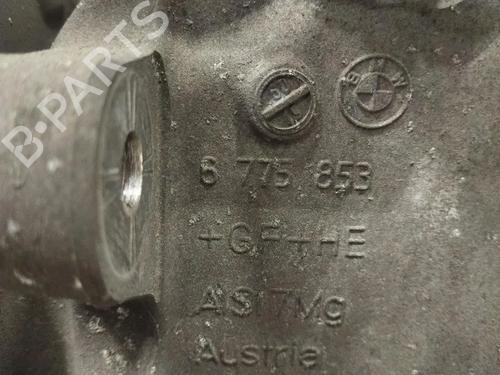 B-PARTS
BMW
6 775 853
+GF+HE
AlSi7Mg
Austria